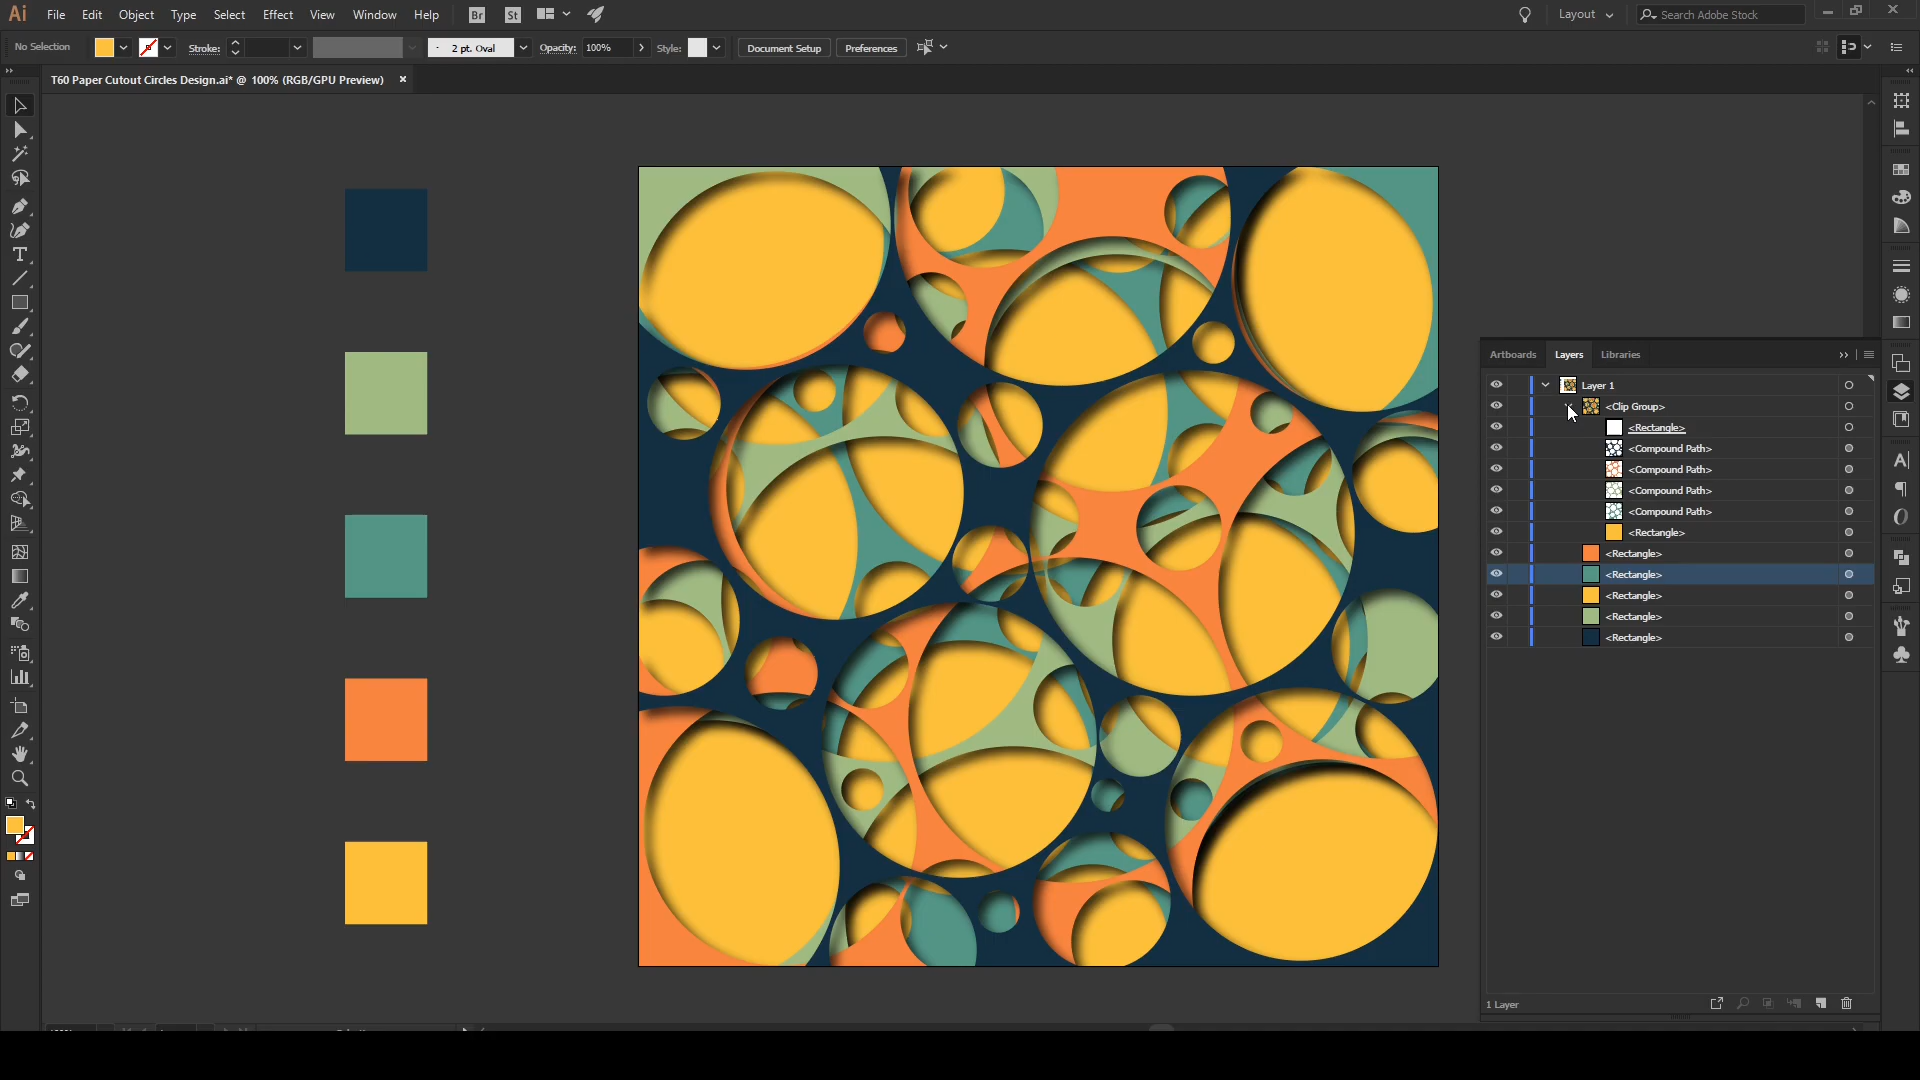 Ai File Edit Object Type Select Effect View Window Help Br St Layout Search Adobe Stock
No Selection Stroke: 2 pt. Oval Opacity: 100% Style: Document Setup Preferences
T60 Paper Cutout Circles Design.ai* @ 100% (RGB/GPU Preview)
Artboards Layers Libraries
Layer 1
<Clip Group>
<Rectangle>
<Compound Path>
<Compound Path>
<Compound Path>
<Compound Path>
<Rectangle>
<Rectangle>
<Rectangle>
<Rectangle>
<Rectangle>
<Rectangle>
1 Layer